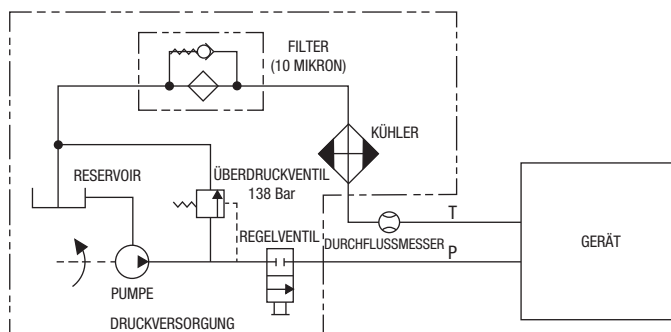 FILTER
(10 MIKRON)
KÜHLER
RESERVOIR
ÜBERDRUCKVENTIL
138 Bar
REGELVENTIL
DURCHFLUSSMESSER
T
P
GERÄT
PUMPE
DRUCKVERSORGUNG